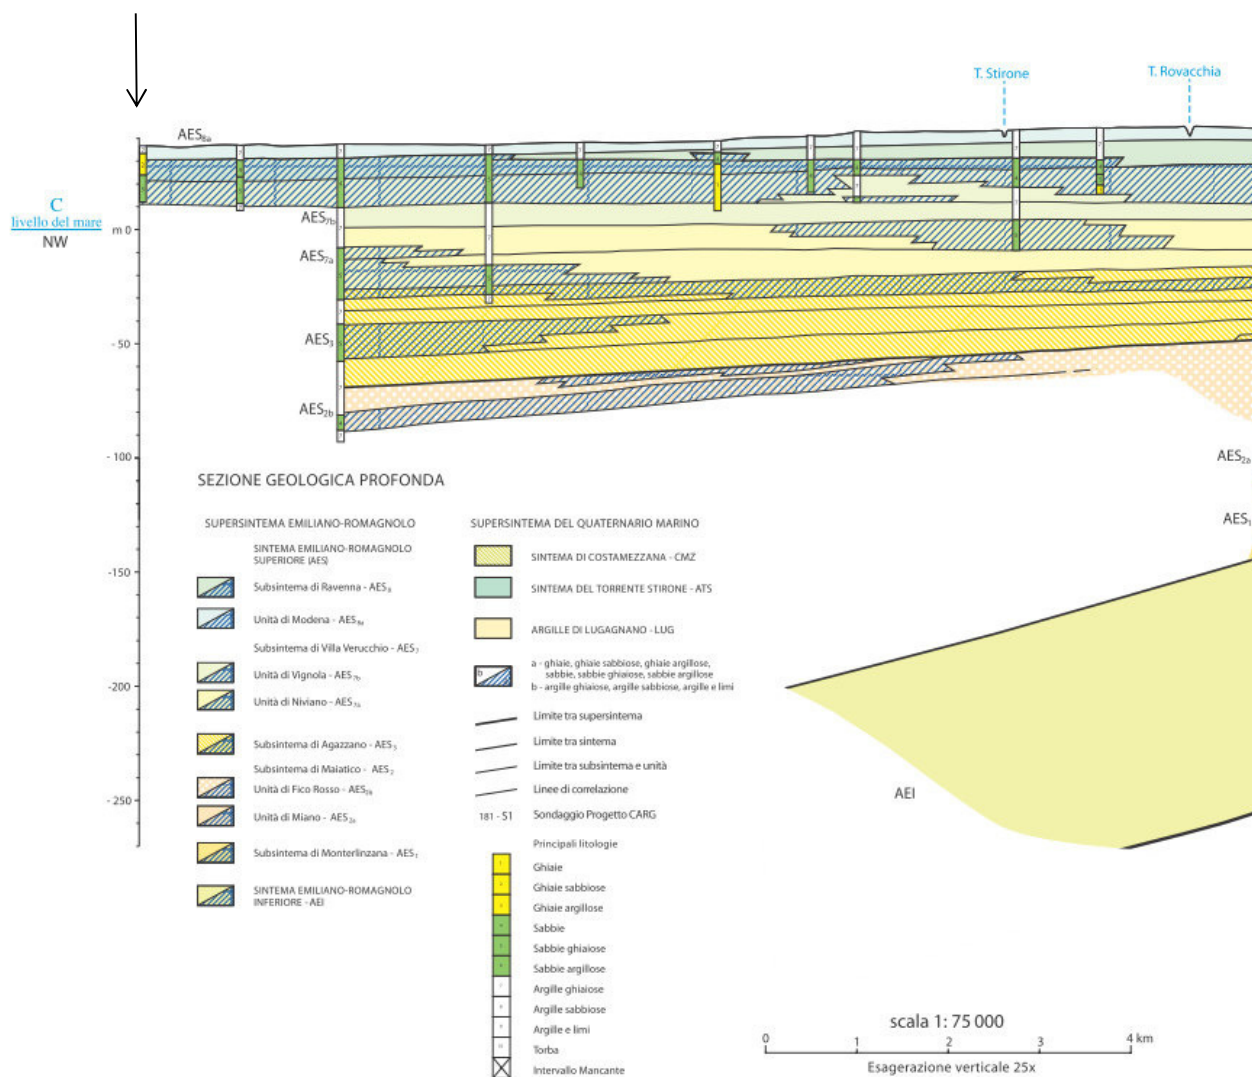 T. Stirone
T. Rovacchia
AES8a
C
livello del mare
NW
m 0
AES7b
AES7a
- 50
AES3
AES2b
- 100
AES2a
AES1
-150
-200
- 250
AEI
SEZIONE GEOLOGICA PROFONDA
SUPERSINTEMA EMILIANO-ROMAGNOLO
SINTEMA EMILIANO-ROMAGNOLO
SUPERIORE (AES)
Subsintema di Ravenna - AES8
Unità di Modena - AES8a
Subsintema di Villa Verucchio - AES7
Unità di Vignola - AES7b
Unità di Niviano - AES7a
Subsintema di Agazzano - AES3
Subsintema di Maiatico - AES2
Unità di Fico Rosso - AES2b
Unità di Miano - AES2a
Subsintema di Monterlinzana - AES1
SINTEMA EMILIANO-ROMAGNOLO
INFERIORE - AEI
SUPERSINTEMA DEL QUATERNARIO MARINO
SINTEMA DI COSTAMEZZANA - CMZ
SINTEMA DEL TORRENTE STIRONE - ATS
ARGILLE DI LUGAGNANO - LUG
b
a - ghiaie, ghiaie sabbiose, ghiaie argillose,
sabbie, sabbie ghiaiose, sabbie argillose
b - argille ghiaiose, argille sabbiose, argille e limi
Limite tra supersintema
Limite tra sintema
Limite tra subsintema e unità
Linee di correlazione
181 - S1 Sondaggio Progetto CARG
Principali litologie
Ghiaie
Ghiaie sabbiose
Ghiaie argillose
Sabbie
Sabbie ghiaiose
Sabbie argillose
Argille ghiaiose
Argille sabbiose
Argille e limi
Torba
Intervallo Mancante
scala 1: 75 000
0 1 2 3 4 km
Esagerazione verticale 25x